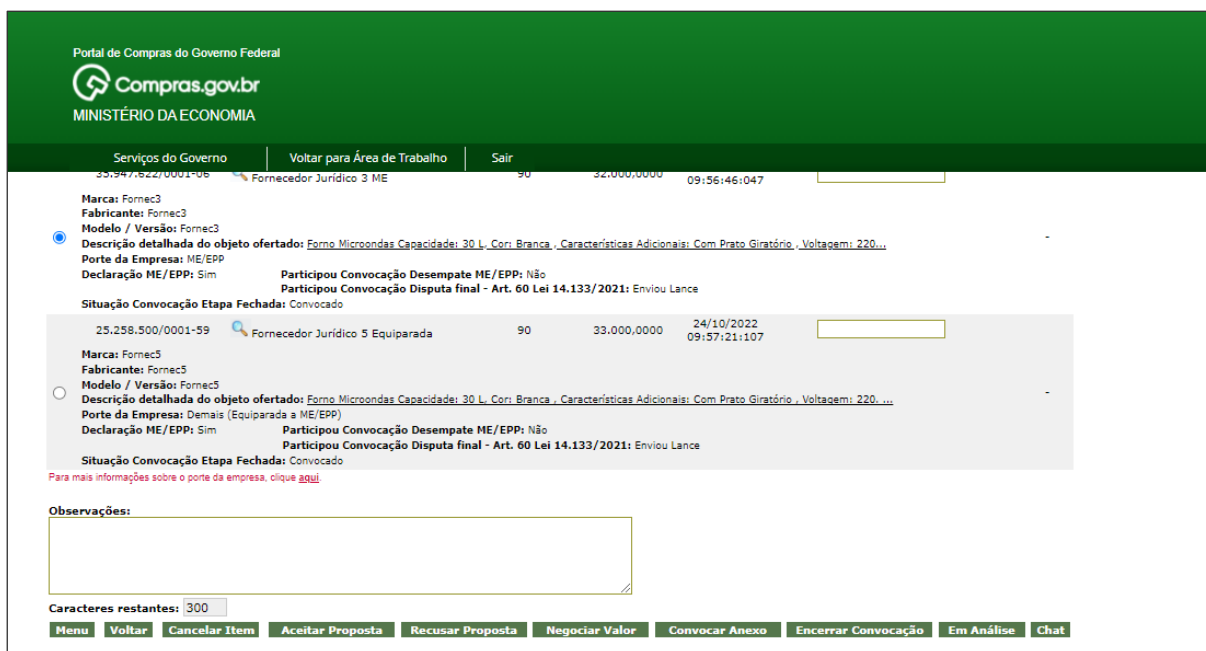 Portal de Compras do Governo Federal
Compras.gov.br
MINISTÉRIO DA ECONOMIA
Serviços do Governo Voltar para Área de Trabalho Sair
35.947.622/0001-06 Fornecedor Jurídico 3 ME 90 32.000,0000 09:56:46:047
Marca: Fornec3
Fabricante: Fornec3
Modelo / Versão: Fornec3
Descrição detalhada do objeto ofertado: Forno Microondas Capacidade: 30 L, Cor: Branca , Características Adicionais: Com Prato Giratório , Voltagem: 220... -
Porte da Empresa: ME/EPP
Declaração ME/EPP: Sim Participou Convocação Desempate ME/EPP: Não
Participou Convocação Disputa final - Art. 60 Lei 14.133/2021: Enviou Lance
Situação Convocação Etapa Fechada: Convocado
25.258.500/0001-59 Fornecedor Jurídico 5 Equiparada 90 33.000,0000 24/10/2022
09:57:21:107
Marca: Fornec5
Fabricante: Fornec5
Modelo / Versão: Fornec5
Descrição detalhada do objeto ofertado: Forno Microondas Capacidade: 30 L, Cor: Branca , Características Adicionais: Com Prato Giratório , Voltagem: 220. ... -
Porte da Empresa: Demais (Equiparada a ME/EPP)
Declaração ME/EPP: Sim Participou Convocação Desempate ME/EPP: Não
Participou Convocação Disputa final - Art. 60 Lei 14.133/2021: Enviou Lance
Situação Convocação Etapa Fechada: Convocado
Para mais informações sobre o porte da empresa, clique aqui.
Observações:
Caracteres restantes: 300
Menu Voltar Cancelar Item Aceitar Proposta Recusar Proposta Negociar Valor Convocar Anexo Encerrar Convocação Em Análise Chat